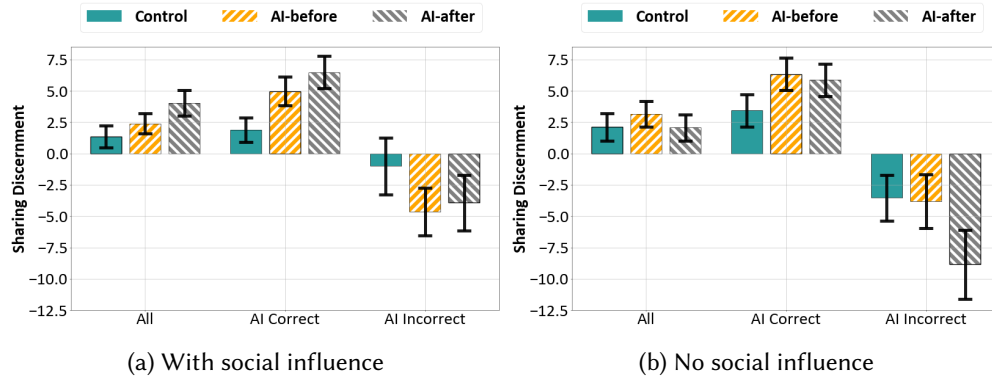 Control AI-before AI-after
Sharing Discernment
7.5
5.0
2.5
0.0
−2.5
−5.0
−7.5
−10.0
−12.5
All AI Correct AI Incorrect
(a) With social influence
Control AI-before AI-after
Sharing Discernment
7.5
5.0
2.5
0.0
−2.5
−5.0
−7.5
−10.0
−12.5
All AI Correct AI Incorrect
(b) No social influence